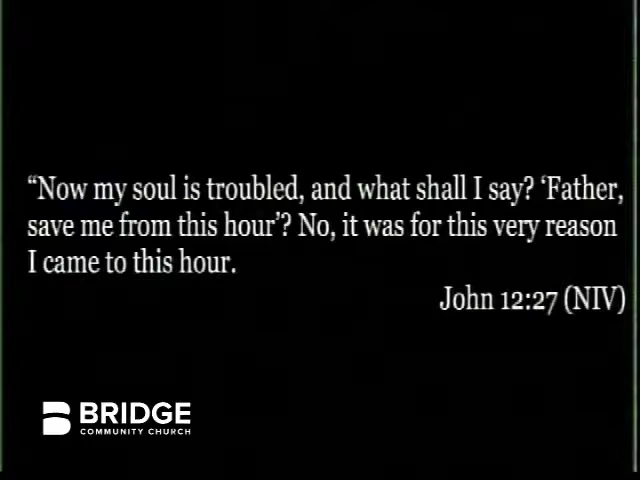 “Now my soul is troubled, and what shall I say? ‘Father,
save me from this hour’? No, it was for this very reason
I came to this hour.
John 12:27 (NIV)
BRIDGE
COMMUNITY CHURCH